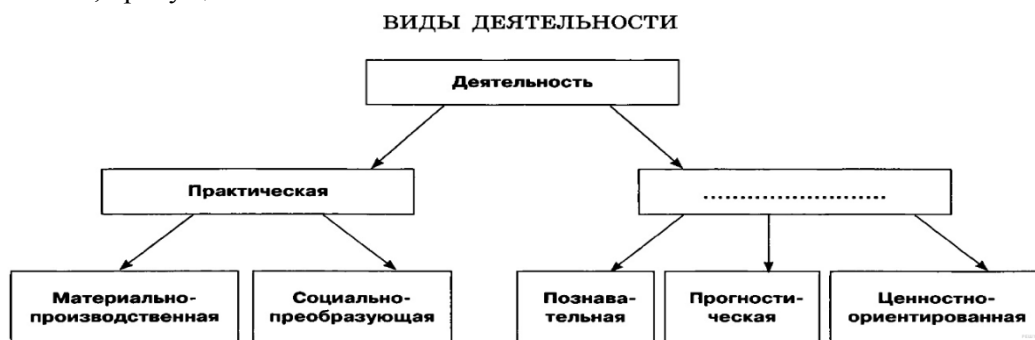 ВИДЫ ДЕЯТЕЛЬНОСТИ
Деятельность
Практическая
..........................
Материально-
производственная
Социально-
преобразующая
Познава-
тельная
Прогности-
ческая
Ценностно-
ориентированная